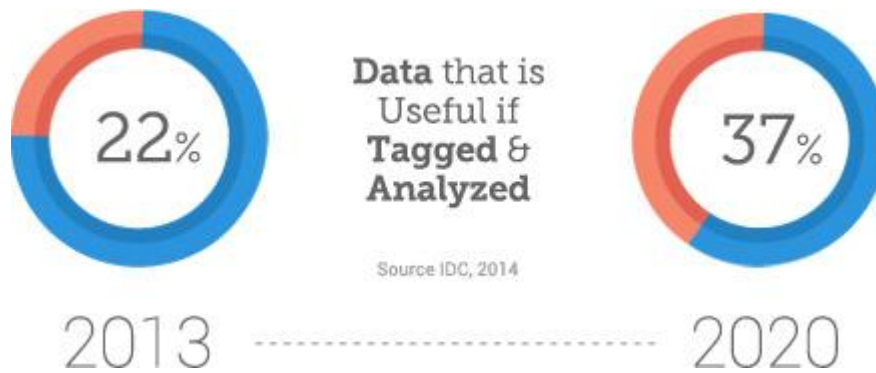 22%
Data that is
Useful if
Tagged &
Analyzed
Source IDC, 2014
37%
2013
2020